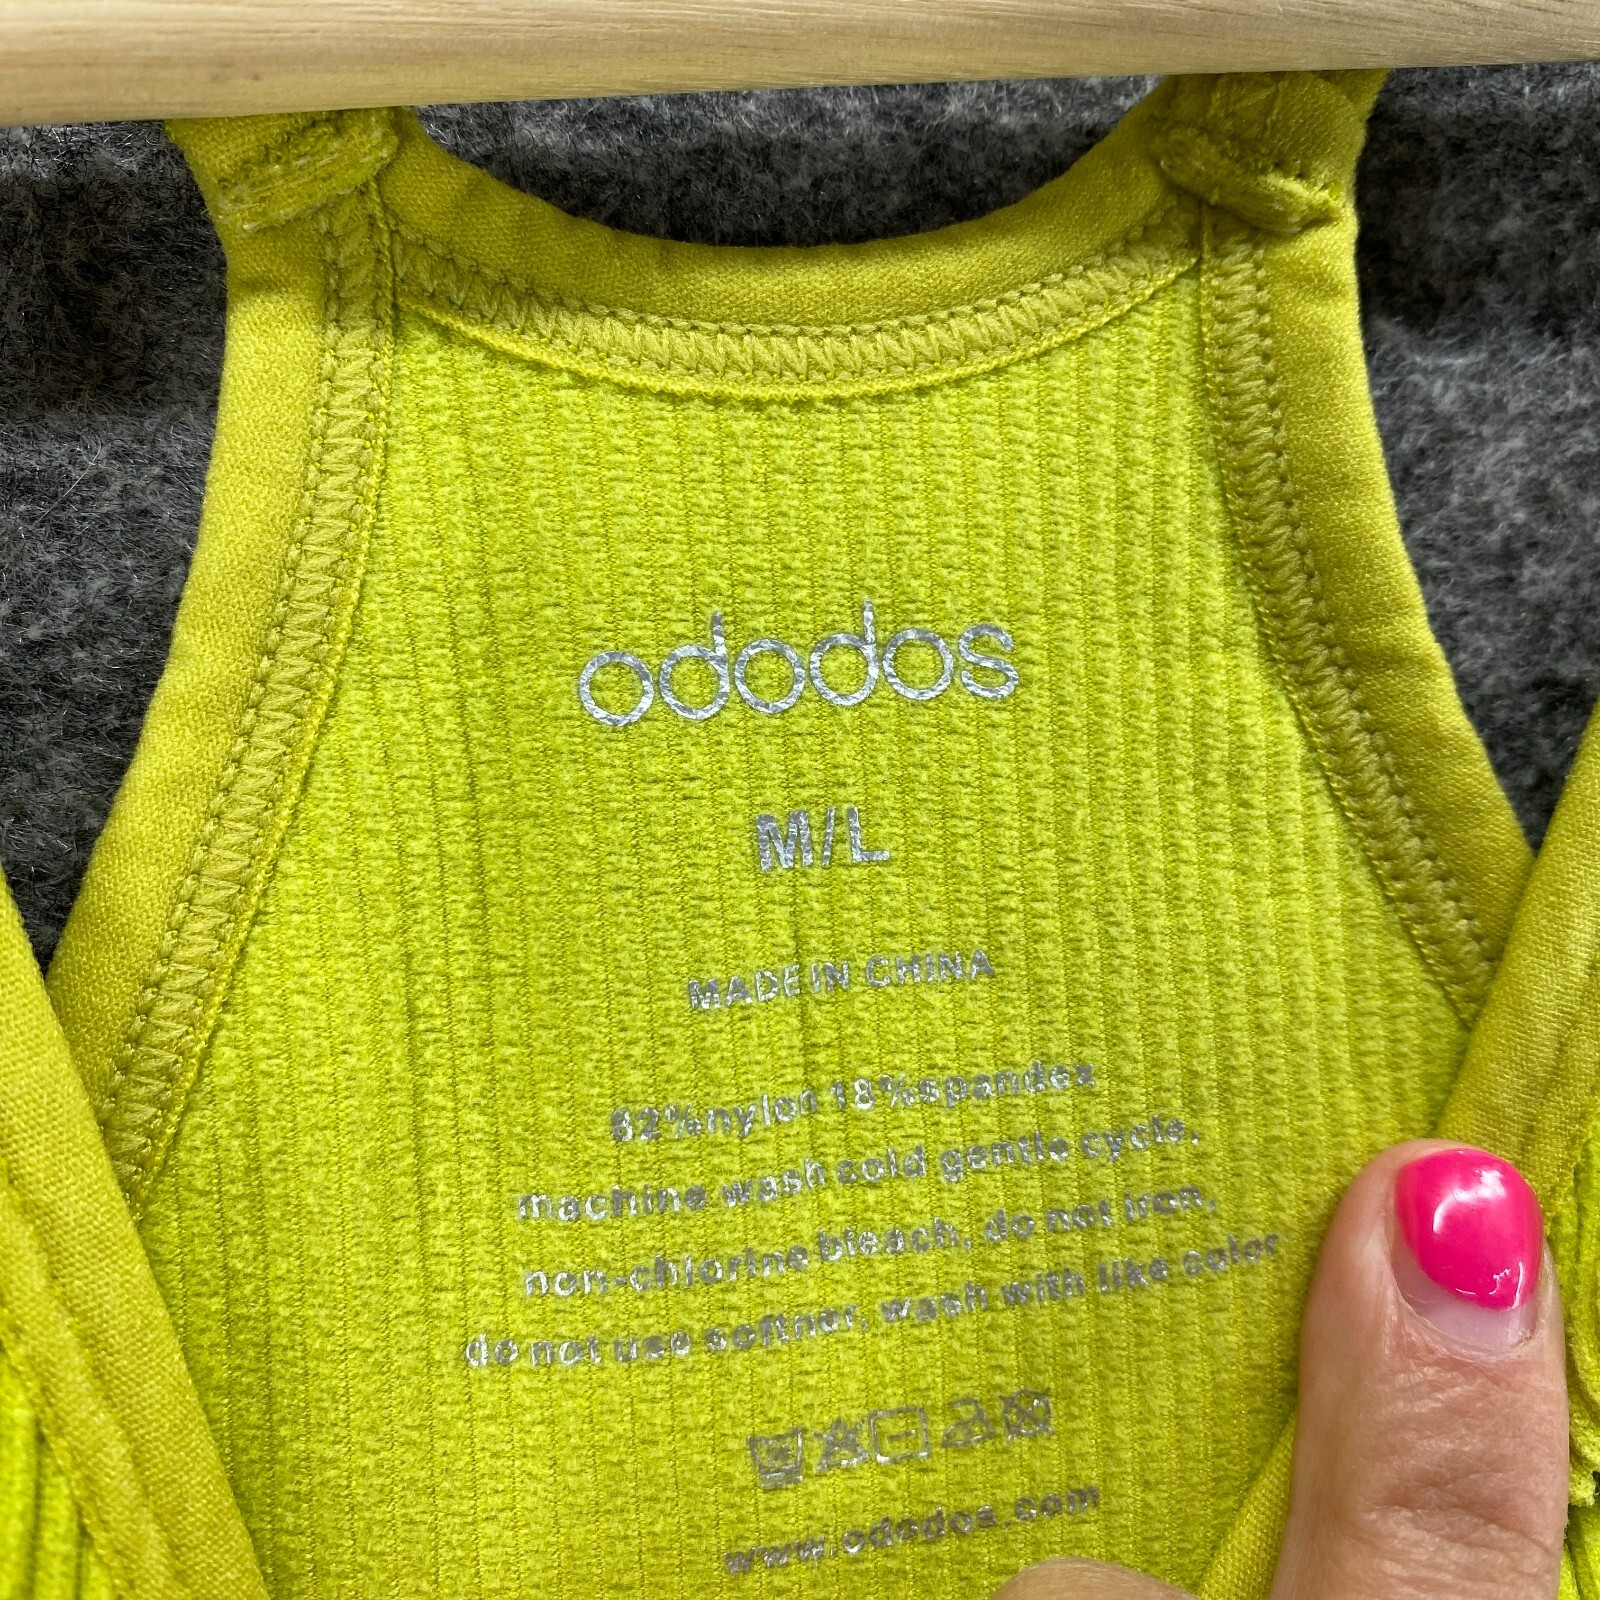 ododos
M/L
MADE IN CHINA
82%nylon 18%spandex
machine wash cold gentle cycle,
non-chlorine bleach, do not iron,
do not use softner, wash with like color
www.ododos.com